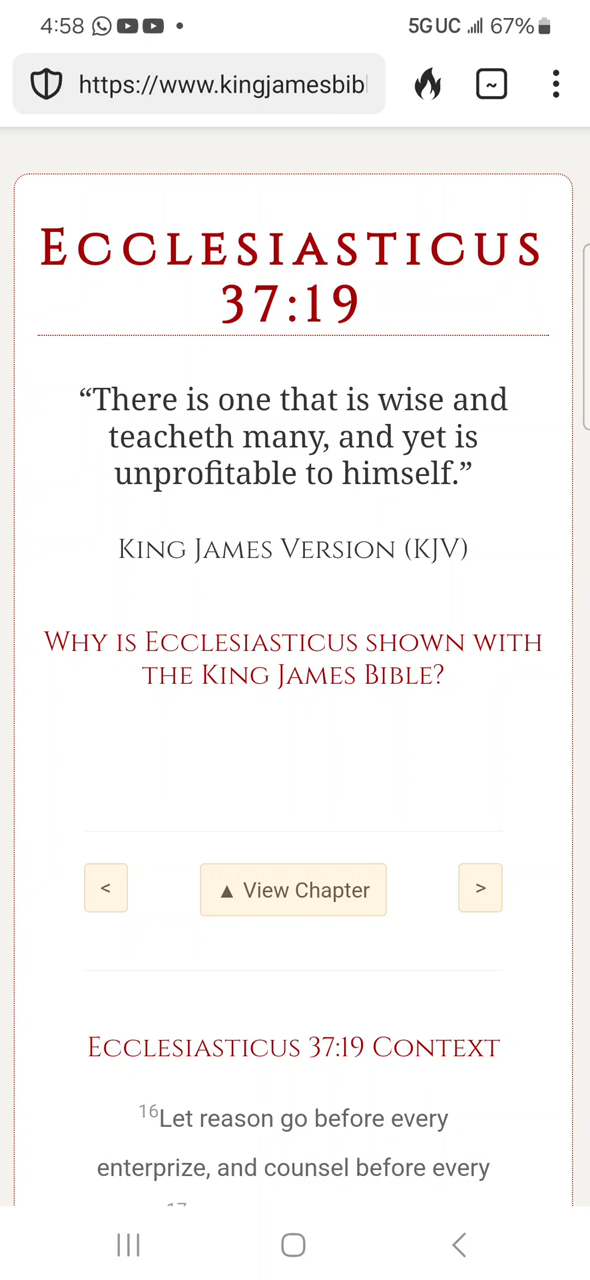 4:58 5G UC 67%
https://www.kingjamesbib
ECCLESIASTICUS
37:19
“There is one that is wise and
teacheth many, and yet is
unprofitable to himself.”
KING JAMES VERSION (KJV)
WHY IS ECCLESIASTICUS SHOWN WITH
THE KING JAMES BIBLE?
< ▲ View Chapter >
ECCLESIASTICUS 37:19 CONTEXT
16Let reason go before every
enterprize, and counsel before every